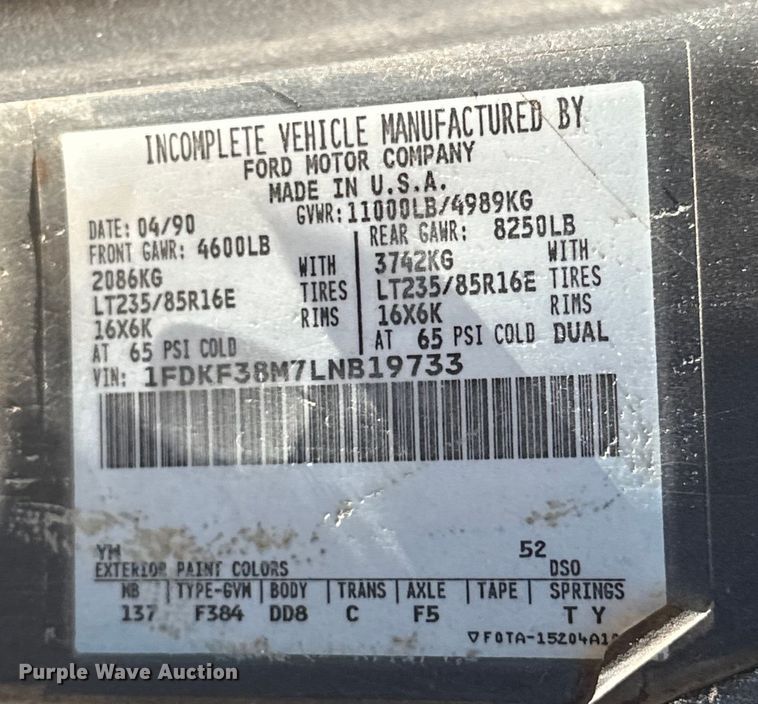 INCOMPLETE VEHICLE MANUFACTURED BY
FORD MOTOR COMPANY
MADE IN U.S.A.
DATE: 04/90 GVWR: 11000LB/4989KG
FRONT GAWR: 4600LB REAR GAWR: 8250LB
2086KG WITH 3742KG WITH
LT235/85R16E TIRES LT235/85R16E TIRES
16X6K RIMS 16X6K RIMS
AT 65 PSI COLD AT 65 PSI COLD DUAL
VIN: 1FDKF38M7LNB19733
YM 52
EXTERIOR PAINT COLORS DSO
WB TYPE-GVW BODY TRANS AXLE TAPE SPRINGS
137 F384 DD8 C F5 T Y
Purple Wave Auction